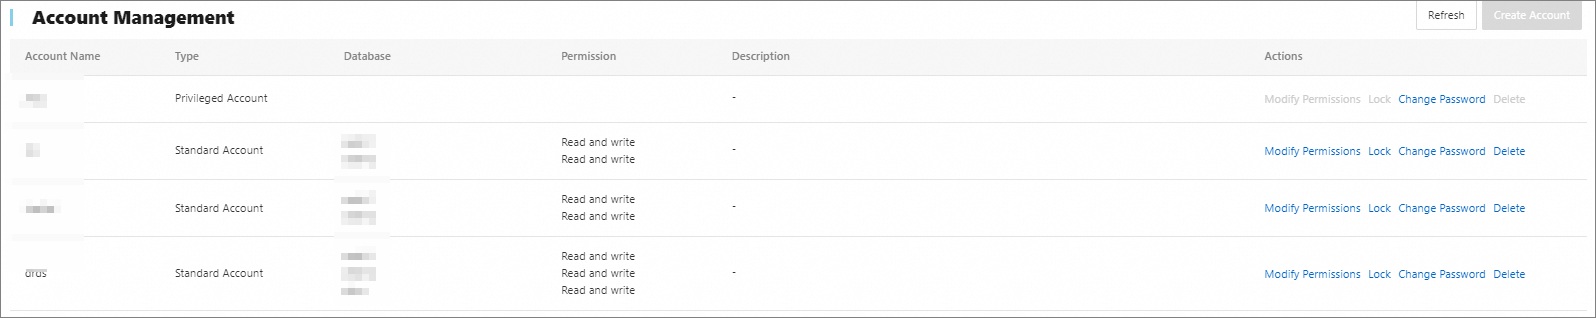 Account Management
Refresh
Create Account
Account Name Type Database Permission Description Actions
Privileged Account - Modify Permissions Lock Change Password Delete
Read and write
Standard Account - Modify Permissions Lock Change Password Delete
Read and write
Read and write
Standard Account - Modify Permissions Lock Change Password Delete
Read and write
Read and write
Standard Account Read and write - Modify Permissions Lock Change Password Delete
Read and write